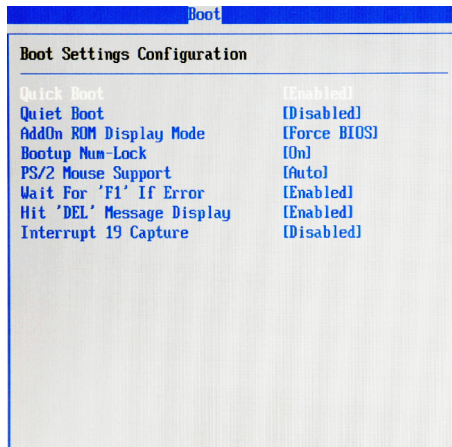 Boot
Boot Settings Configuration
Quick Boot [Enabled]
Quiet Boot [Disabled]
AddOn ROM Display Mode [Force BIOS]
Bootup Num-Lock [On]
PS/2 Mouse Support [Auto]
Wait For 'F1' If Error [Enabled]
Hit 'DEL' Message Display [Enabled]
Interrupt 19 Capture [Disabled]